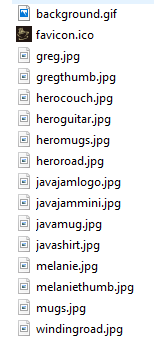 background.gif
favicon.ico
greg.jpg
gregthumb.jpg
herocouch.jpg
heroguitar.jpg
heromugs.jpg
heroroad.jpg
javajamlogo.jpg
javajammini.jpg
javamug.jpg
javashirt.jpg
melanie.jpg
melaniethumb.jpg
mugs.jpg
windingroad.jpg